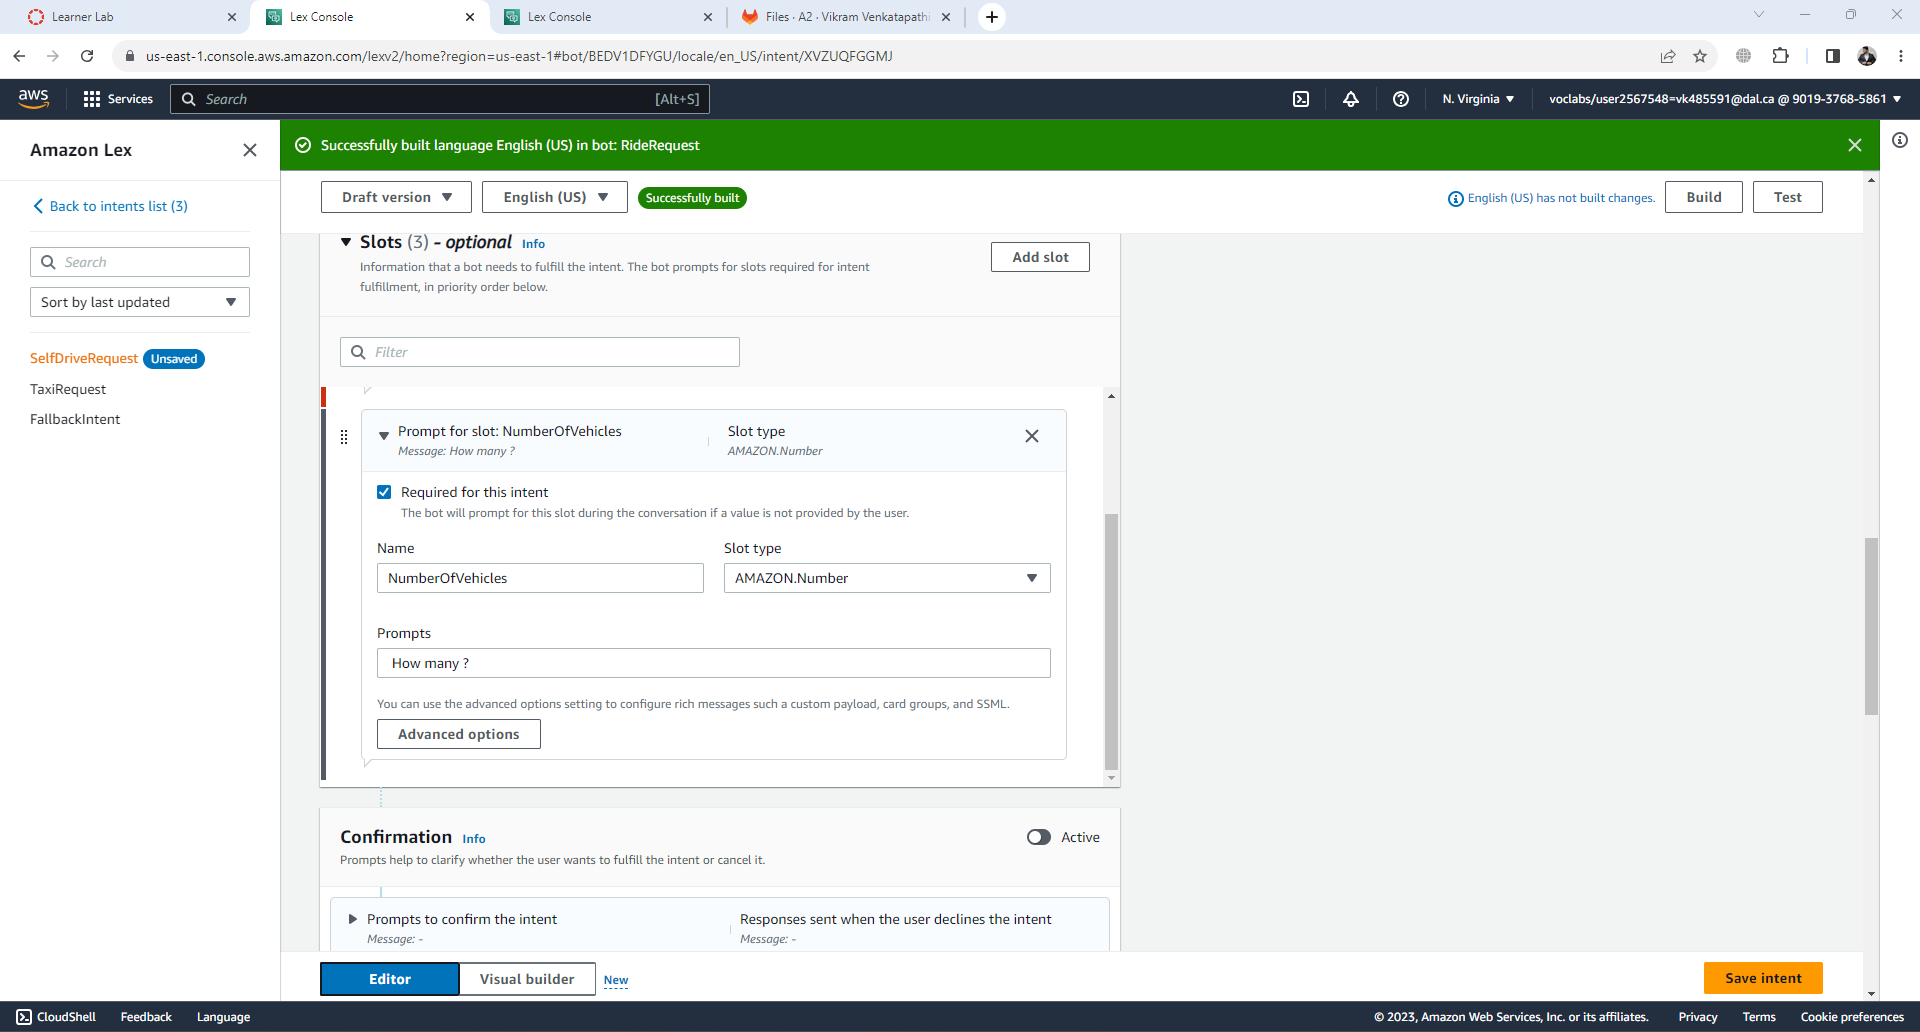 Learner Lab
Lex Console
Lex Console
Files · A2 · Vikram Venkatapathi
us-east-1.console.aws.amazon.com/lexv2/home?region=us-east-1#bot/BEDV1DFYGU/locale/en_US/intent/XVZUQFGGMJ
aws
Services
Search
[Alt+S]
N. Virginia
voclabs/user2567548=vk485591@dal.ca @ 9019-3768-5861
Amazon Lex
Successfully built language English (US) in bot: RideRequest
Back to intents list (3)
Search
Sort by last updated
SelfDriveRequest
Unsaved
TaxiRequest
FallbackIntent
Draft version
English (US)
Successfully built
English (US) has not built changes.
Build
Test
Slots (3) - optional
Info
Add slot
Information that a bot needs to fulfill the intent. The bot prompts for slots required for intent
fulfillment, in priority order below.
Filter
Prompt for slot: NumberOfVehicles
Message: How many ?
Slot type
AMAZON.Number
Required for this intent
The bot will prompt for this slot during the conversation if a value is not provided by the user.
Name
Slot type
NumberOfVehicles
AMAZON.Number
Prompts
How many ?
You can use the advanced options setting to configure rich messages such a custom payload, card groups, and SSML.
Advanced options
Confirmation
Info
Active
Prompts help to clarify whether the user wants to fulfill the intent or cancel it.
Prompts to confirm the intent
Message: -
Responses sent when the user declines the intent
Message: -
Editor
Visual builder
New
Save intent
CloudShell
Feedback
Language
© 2023, Amazon Web Services, Inc. or its affiliates.
Privacy
Terms
Cookie preferences